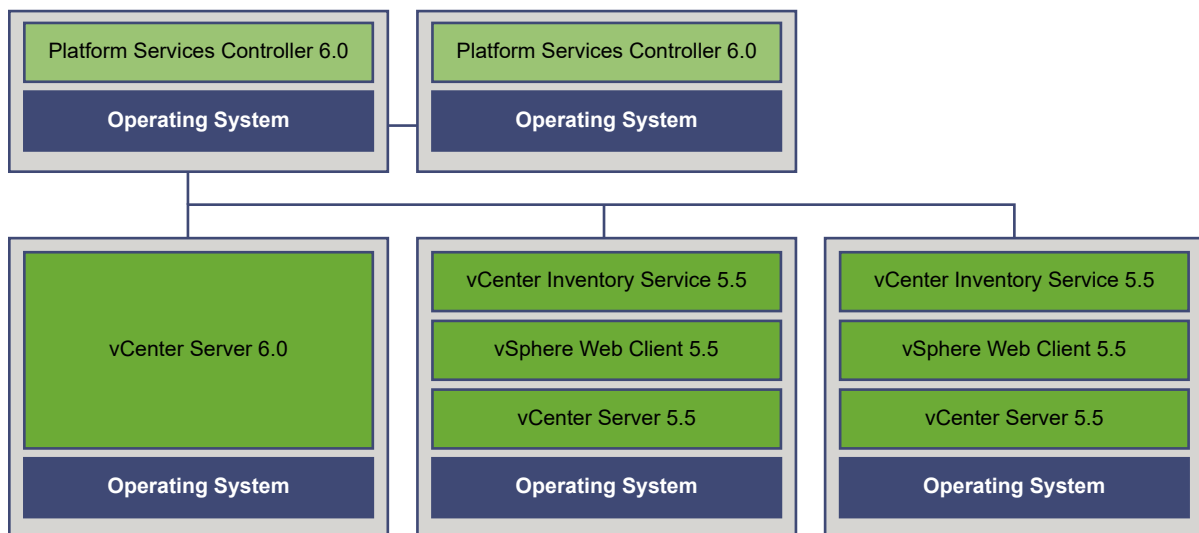 Platform Services Controller 6.0
Operating System
Platform Services Controller 6.0
Operating System
vCenter Server 6.0
Operating System
vCenter Inventory Service 5.5
vSphere Web Client 5.5
vCenter Server 5.5
Operating System
vCenter Inventory Service 5.5
vSphere Web Client 5.5
vCenter Server 5.5
Operating System